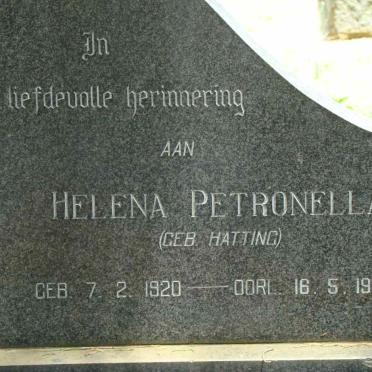 In
liefdevolle herinnering
AAN
HELENA PETRONELLA
(GEB. HATTING)
GEB. 7. 2. 1920 — OORL. 16. 5. 19